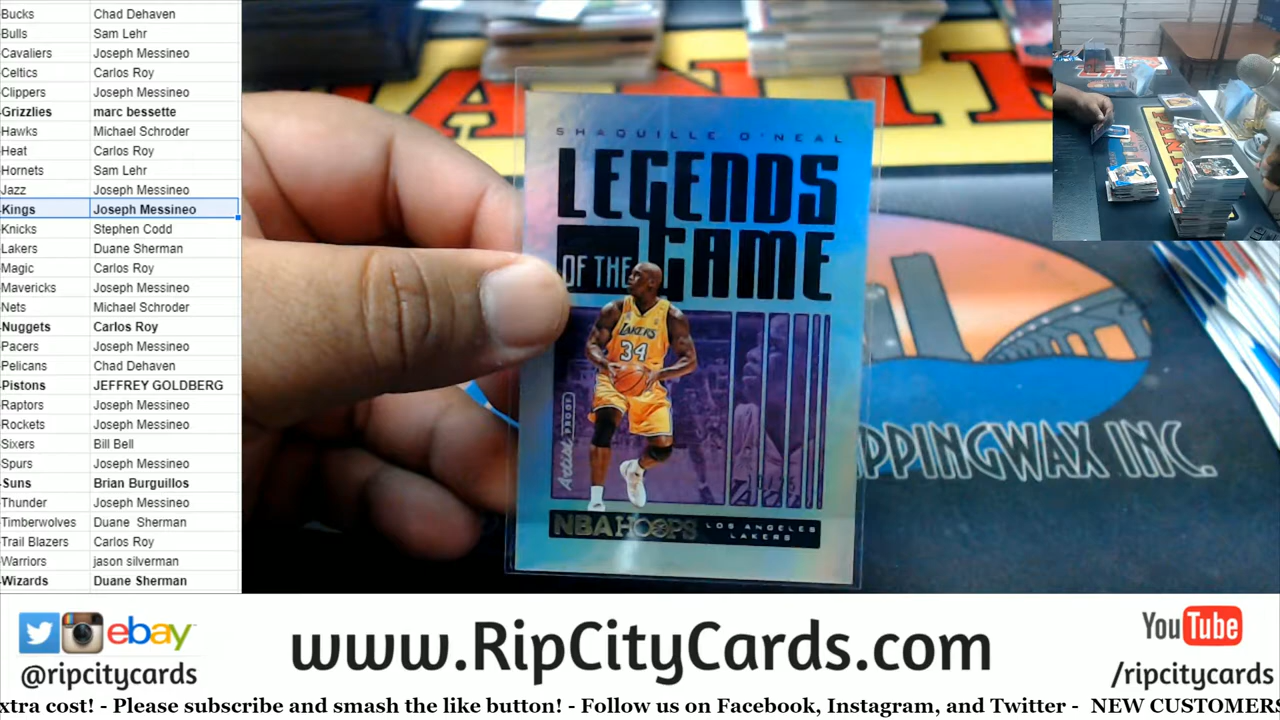 Bucks Chad Dehaven
Bulls Sam Lehr
Cavaliers Joseph Messineo
Celtics Carlos Roy
Clippers Joseph Messineo
Grizzlies marc bessette
Hawks Michael Schroder
Heat Carlos Roy
Hornets Sam Lehr
Jazz Joseph Messineo
Kings Joseph Messineo
Knicks Stephen Codd
Lakers Duane Sherman
Magic Carlos Roy
Mavericks Joseph Messineo
Nets Michael Schroder
Nuggets Carlos Roy
Pacers Joseph Messineo
Pelicans Chad Dehaven
Pistons JEFFREY GOLDBERG
Raptors Joseph Messineo
Rockets Joseph Messineo
Sixers Bill Bell
Spurs Joseph Messineo
Suns Brian Burguillos
Thunder Joseph Messineo
Timberwolves Duane Sherman
Trail Blazers Carlos Roy
Warriors jason silverman
Wizards Duane Sherman
SHAQUILLE O'NEAL
LEGENDS
OF THE GAME
LAKERS
34
Artist PROOF
NBA HOOPS
LOS ANGELES
LAKERS
PPINGWAX INC.
ebay
@ripcitycards
www.RipCityCards.com
YouTube
/ripcitycards
xtra cost! - Please subscribe and smash the like button! - Follow us on Facebook, Instagram, and Twitter - NEW CUSTOMERS